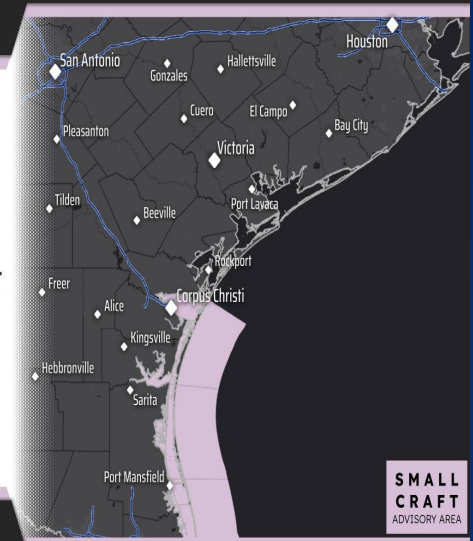 Houston
San Antonio
Gonzales
Hallettsville
Cuero
El Campo
Bay City
Pleasanton
Victoria
Tilden
Port Lavaca
Beeville
Rockport
Freer
Corpus Christi
Alice
Kingsville
Hebbronville
Sarita
Port Mansfield
SMALL
CRAFT
ADVISORY AREA